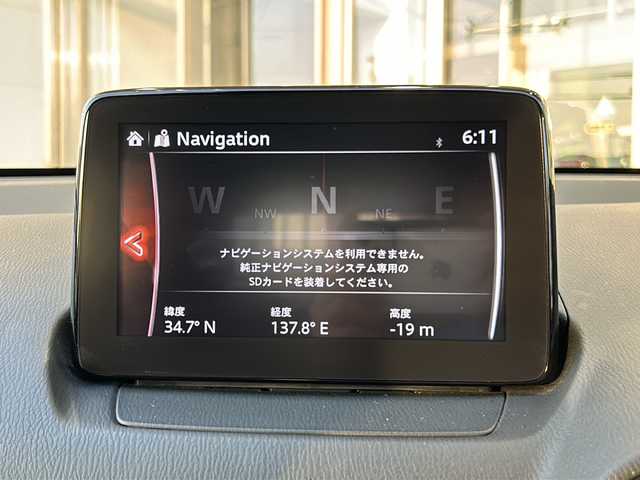 Navigation 6:11
W NW N NE E
ナビゲーションシステムを利用できません。
純正ナビゲーションシステム専用の
SDカードを装着してください。
緯度 経度 高度
34.7° N 137.8° E -19 m